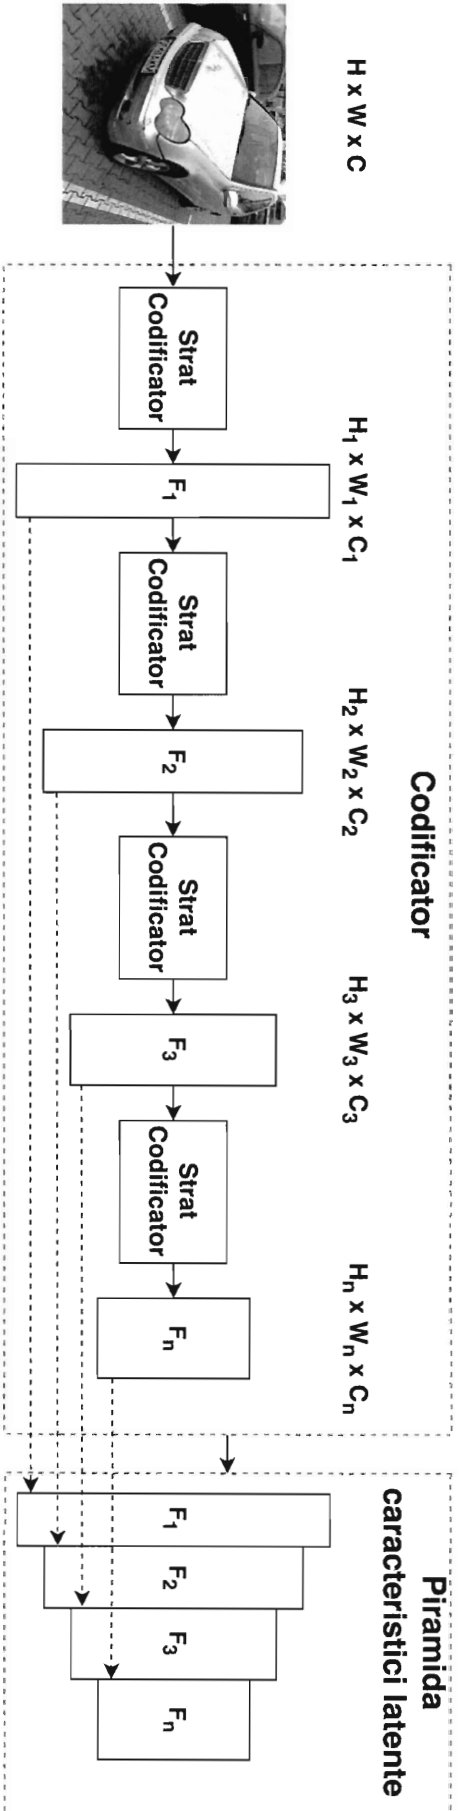 H x W x C
Codificator
H₁ x W₁ x C₁
H₂ x W₂ x C₂
H₃ x W₃ x C₃
Hₙ x Wₙ x Cₙ
Strat
Codificator
F₁
Strat
Codificator
F₂
Strat
Codificator
F₃
Strat
Codificator
Fₙ
Piramida
caracteristici latente
F₁
F₂
F₃
Fₙ